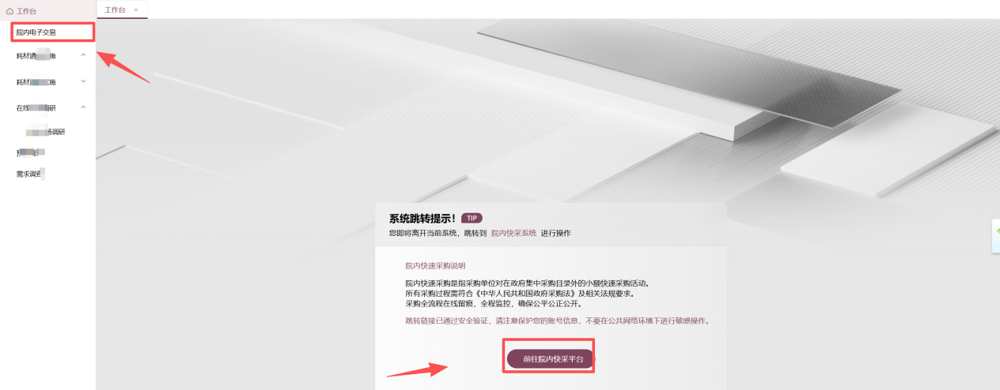 工作台
工作台 ×
院内电子交易
耗材 施
耗材 施
在线 调研
场调研
需求调查
系统跳转提示！ TIP
您即将离开当前系统，跳转到 院内快采系统 进行操作
院内快速采购说明
院内快速采购是指采购单位对在政府集中采购目录外的小额快速采购活动。
所有采购过程需符合《中华人民共和国政府采购法》及相关法规要求。
采购全流程在线留痕，全程监控，确保公平公正公开。
跳转链接已通过安全验证，请注意保护您的账号信息，不要在公共网络环境下进行敏感操作。
前往院内快采平台